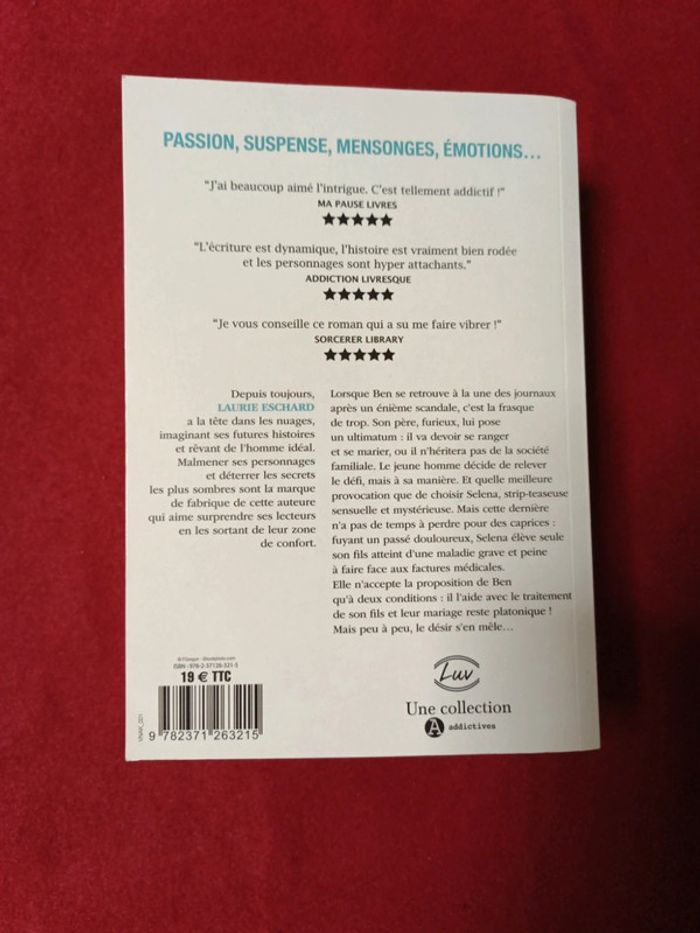 PASSION, SUSPENSE, MENSONGES, ÉMOTIONS...
"J'ai beaucoup aimé l'intrigue. C'est tellement addictif !"
MA PAUSE LIVRES
"L'écriture est dynamique, l'histoire est vraiment bien rodée
et les personnages sont hyper attachants."
ADDICTION LIVRESQUE
"Je vous conseille ce roman qui a su me faire vibrer !"
SORCERER LIBRARY
Depuis toujours,
LAURIE ESCHARD
a la tête dans les nuages,
imaginant ses futures histoires
et rêvant de l'homme idéal.
Malmener ses personnages
et déterrer les secrets
les plus sombres sont la marque
de fabrique de cette auteure
qui aime surprendre ses lecteurs
en les sortant de leur zone
de confort.
Lorsque Ben se retrouve à la une des journaux
après un énième scandale, c'est la frasque
de trop. Son père, furieux, lui pose
un ultimatum : il va devoir se ranger
et se marier, ou il n'héritera pas de la société
familiale. Le jeune homme décide de relever
le défi, mais à sa manière. Et quelle meilleure
provocation que de choisir Selena, strip-teaseuse
sensuelle et mystérieuse. Mais cette dernière
n'a pas de temps à perdre pour des caprices :
fuyant un passé douloureux, Selena élève seule
son fils atteint d'une maladie grave et peine
à faire face aux factures médicales.
Elle n'accepte la proposition de Ben
qu'à deux conditions : il l'aide avec le traitement
de son fils et leur mariage reste platonique !
Mais peu à peu, le désir s'en mêle...
ISBN : 978-2-37126-321-5
19 € TTC
9 782371 263215
Luv
Une collection
A addictives